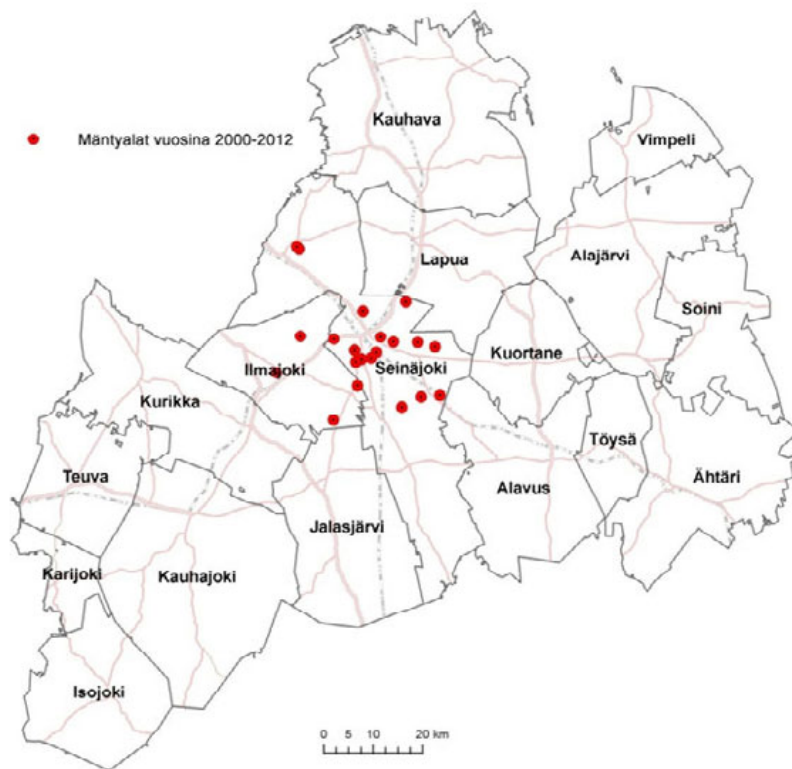 Kauhava
Mäntyalat vuosina 2000-2012
Vimpeli
Lapua
Alajärvi
Soini
Kuortane
Ilmajoki
Seinäjoki
Kurikka
Töysä
Teuva
Ähtäri
Alavus
Jalasjärvi
Karijoki
Kauhajoki
Isojoki
0 5 10 20 km